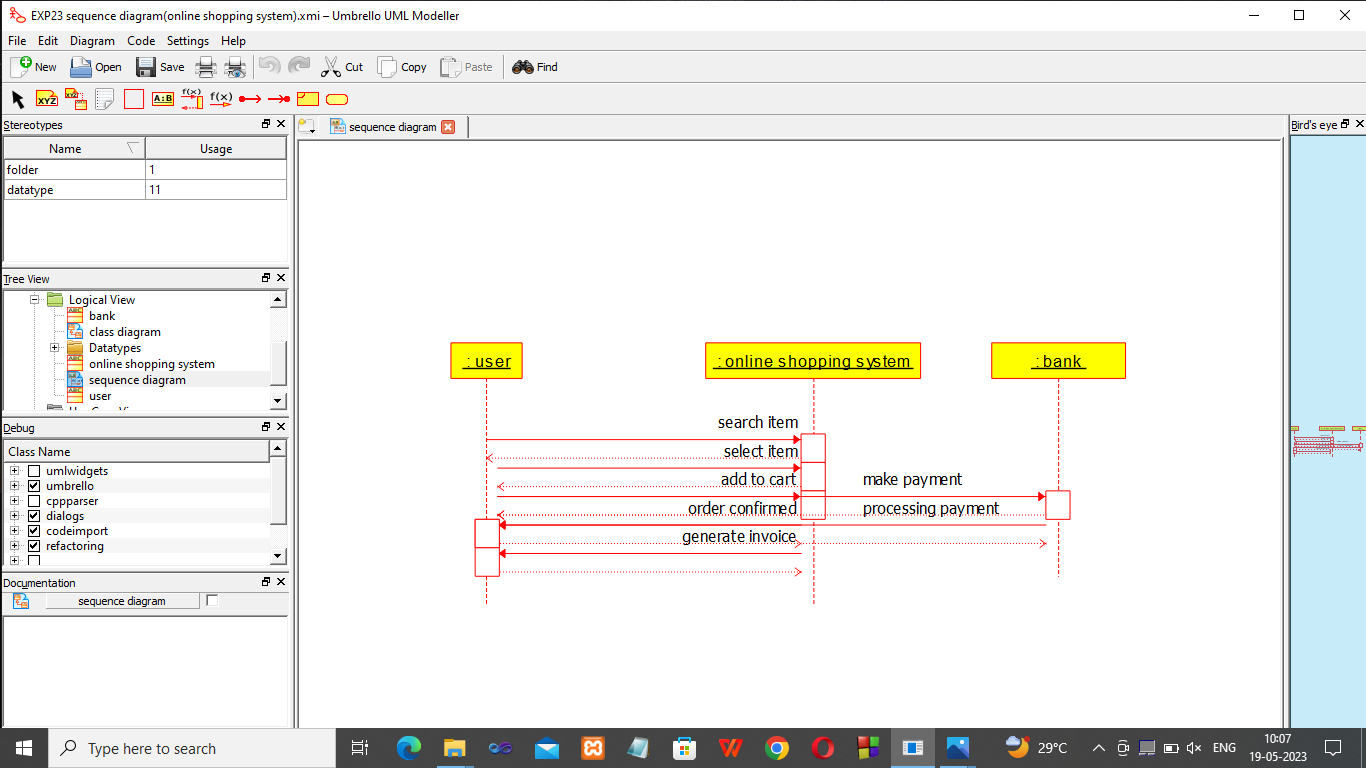 EXP23 sequence diagram(online shopping system).xmi – Umbrello UML Modeller
File Edit Diagram Code Settings Help
New Open Save Cut Copy Paste Find
XYZ XYZ A:B f(x) f(x)
Stereotypes
Name Usage
folder 1
datatype 11
sequence diagram
Bird's eye
Tree View
Logical View
bank
class diagram
Datatypes
online shopping system
sequence diagram
user
Debug
Class Name
umlwidgets
umbrello
cppparser
dialogs
codeimport
refactoring
Documentation
sequence diagram
: user
: online shopping system
: bank
search item
select item
add to cart make payment
order confirmed processing payment
generate invoice
Type here to search
29°C
ENG
10:07
19-05-2023